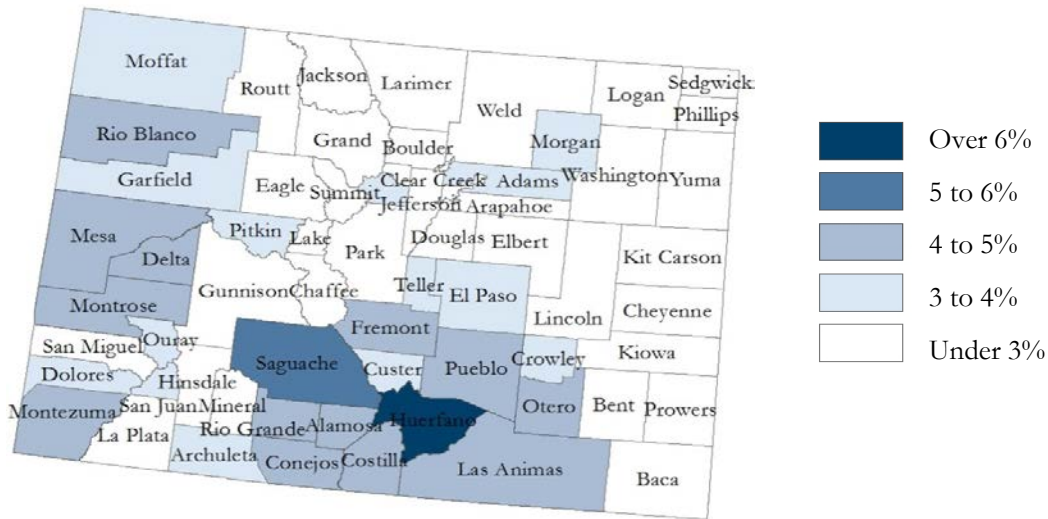 Moffat
Routt
Jackson
Larimer
Weld
Logan
Sedgwick
Phillips
Rio Blanco
Grand
Boulder
Morgan
Washington
Yuma
Garfield
Eagle
Summit
Clear Creek
Adams
Jefferson
Arapahoe
Mesa
Pitkin
Lake
Park
Douglas
Elbert
Kit Carson
Delta
Gunnison
Chaffee
Teller
El Paso
Cheyenne
Montrose
Fremont
Lincoln
San Miguel
Ouray
Saguache
Custer
Pueblo
Crowley
Kiowa
Dolores
Hinsdale
Montezuma
San Juan
Mineral
Huerfano
Otero
Bent
Prowers
La Plata
Rio Grande
Alamosa
Archuleta
Conejos
Costilla
Las Animas
Baca
Over 6%
5 to 6%
4 to 5%
3 to 4%
Under 3%